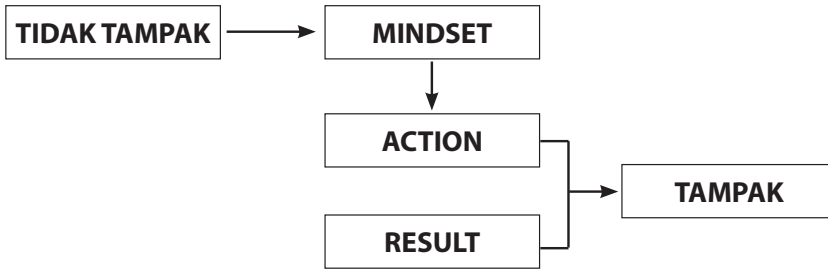 TIDAK TAMPAK
MINDSET
ACTION
TAMPAK
RESULT